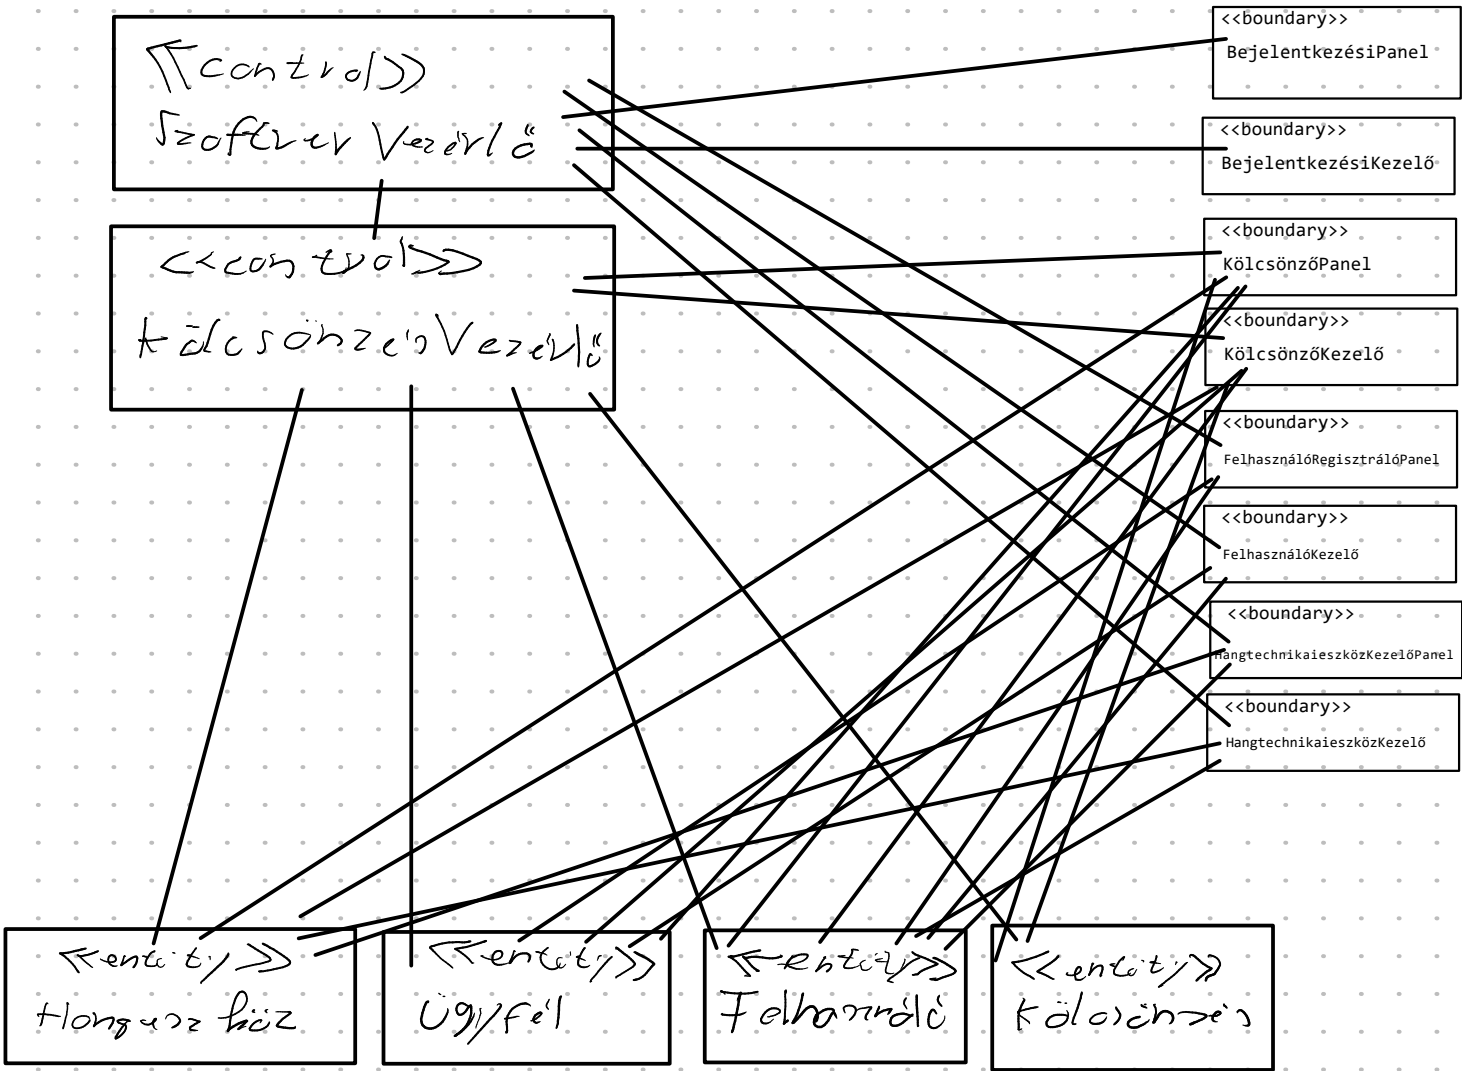 <<control>>
SzoftverVezérlő
<<control>>
KölcsönzésVezérlő
<<boundary>>
BejelentkezésiPanel
<<boundary>>
BejelentkezésiKezelő
<<boundary>>
KölcsönzőPanel
<<boundary>>
KölcsönzőKezelő
<<boundary>>
FelhasználóRegisztrálóPanel
<<boundary>>
FelhasználóKezelő
<<boundary>>
HangtechnikaieszközKezelőPanel
<<boundary>>
HangtechnikaieszközKezelő
<<entity>>
Hangeszköz
<<entity>>
Ügyfél
<<entity>>
Felhasználó
<<entity>>
Kölcsönzés